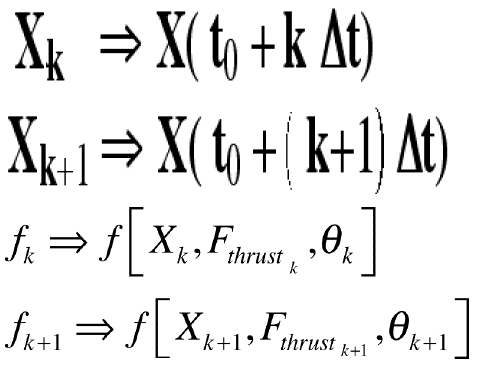 X_k ⇒ X( t_0 + k Δt)
X_{k+1} ⇒ X( t_0 + ( k+1) Δt)
f_k ⇒ f[ X_k , F_{thrust_k} , θ_k ]
f_{k+1} ⇒ f[ X_{k+1} , F_{thrust_{k+1}} , θ_{k+1} ]